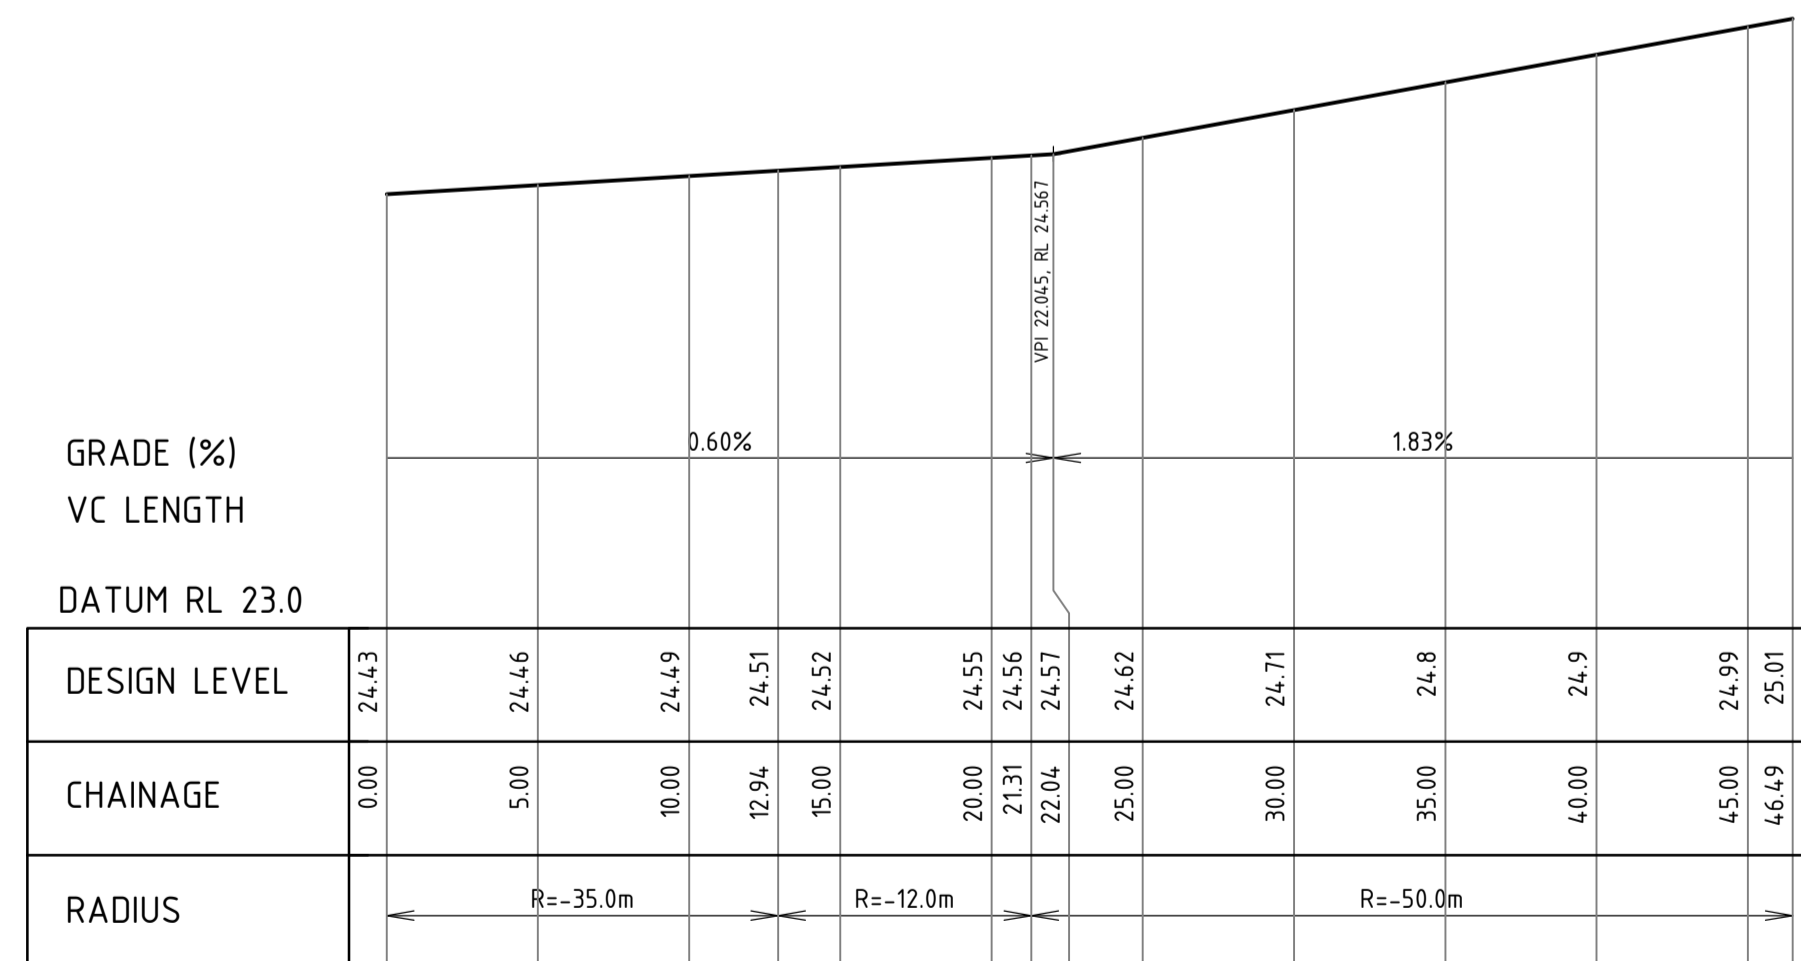 VPI 22.045, RL 24.567
GRADE (%) 0.60% 1.83%
VC LENGTH
DATUM RL 23.0
DESIGN LEVEL 24.43 24.46 24.49 24.51 24.52 24.55 24.56 24.57 24.62 24.71 24.8 24.9 24.99 25.01
CHAINAGE 0.00 5.00 10.00 12.94 15.00 20.00 21.31 22.04 25.00 30.00 35.00 40.00 45.00 46.49
RADIUS R=-35.0m R=-12.0m R=-50.0m